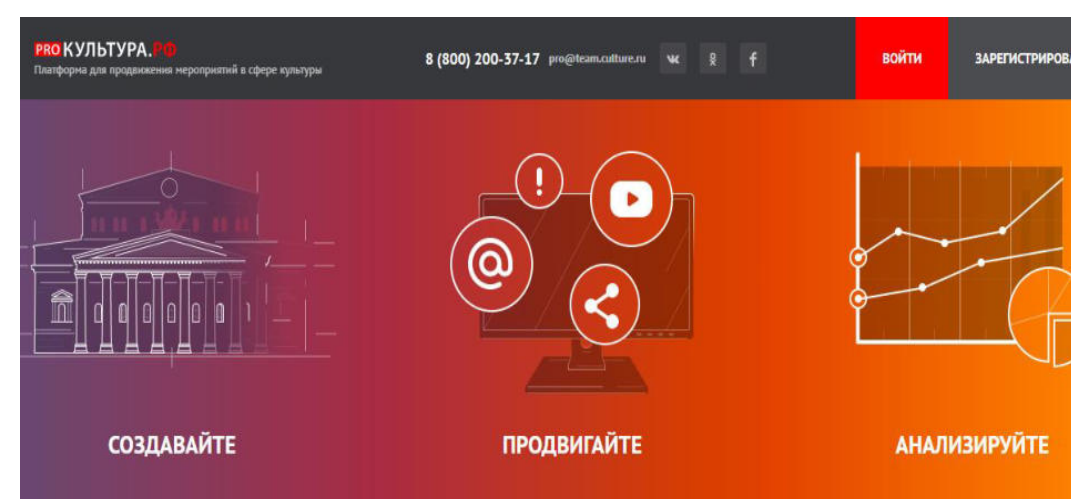 PRO КУЛЬТУРА.РФ
Платформа для продвижения мероприятий в сфере культуры
8 (800) 200-37-17 pro@team.culture.ru
ВОЙТИ
ЗАРЕГИСТРИРОВА
СОЗДАВАЙТЕ
ПРОДВИГАЙТЕ
АНАЛИЗИРУЙТЕ